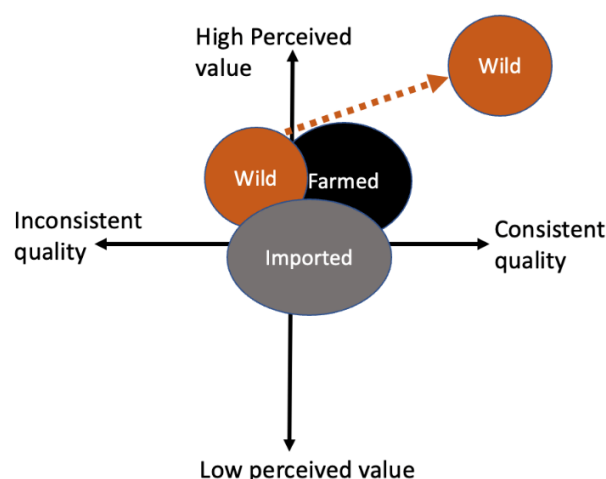 High Perceived
value
Wild
Wild
Farmed
Inconsistent
quality
Consistent
quality
Imported
Low perceived value